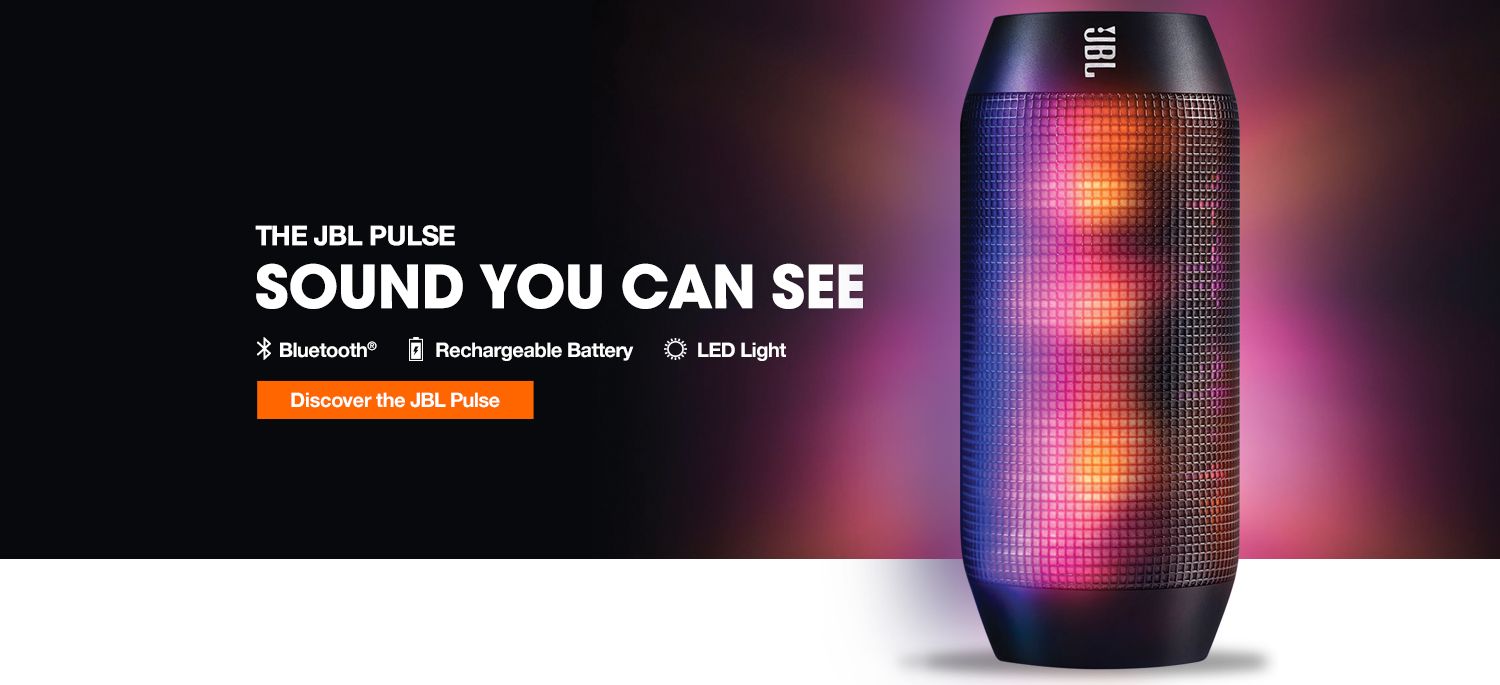 JBL
THE JBL PULSE
SOUND YOU CAN SEE
Bluetooth® Rechargeable Battery LED Light
Discover the JBL Pulse